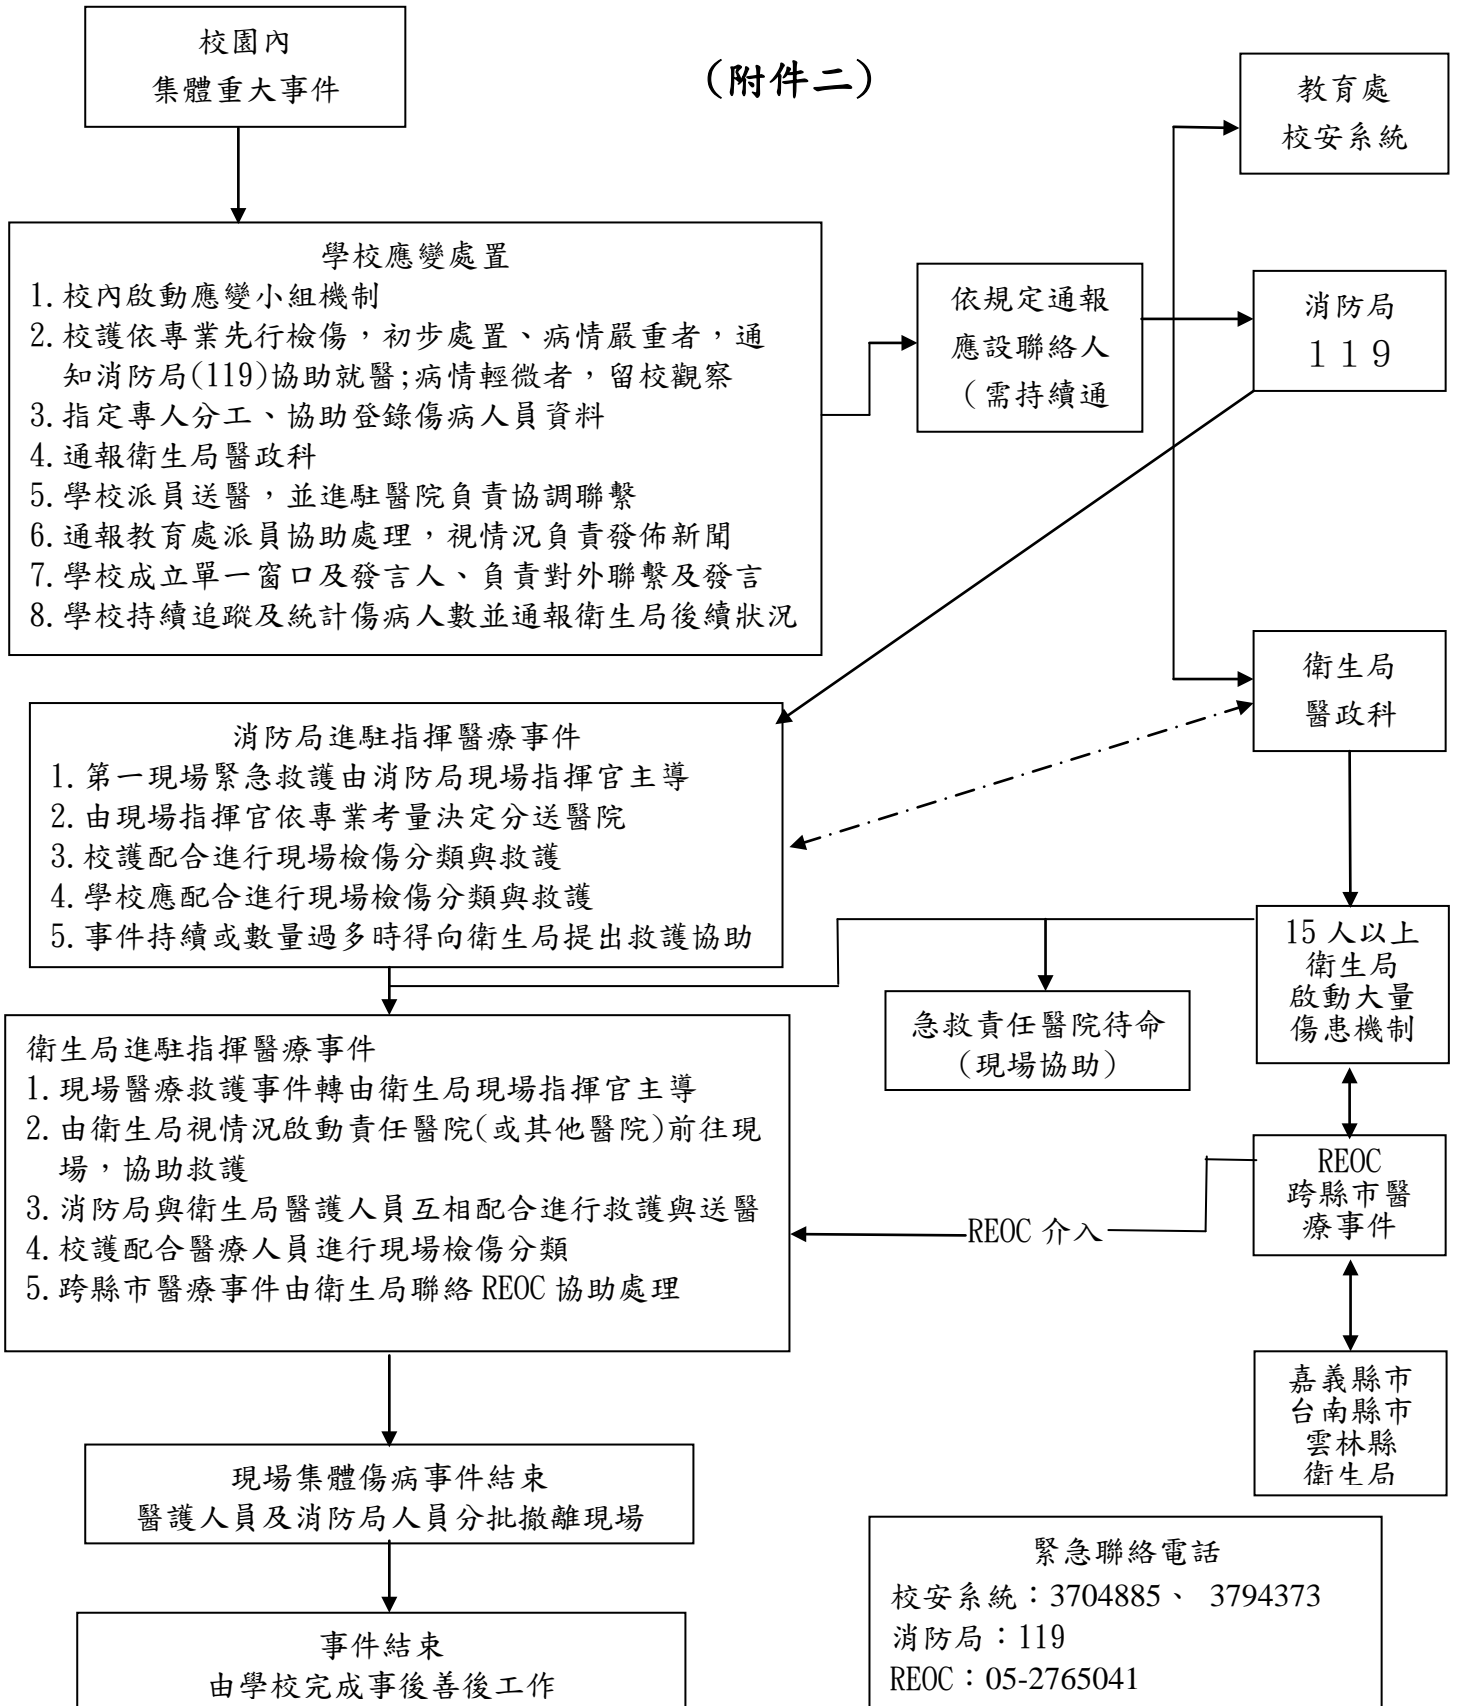 校園內
集體重大事件
(附件二)
教育處
校安系統
學校應變處置
1.校內啟動應變小組機制
2.校護依專業先行檢傷，初步處置、病情嚴重者，通
知消防局(119)協助就醫;病情輕微者，留校觀察
3.指定專人分工、協助登錄傷病人員資料
4.通報衛生局醫政科
5.學校派員送醫，並進駐醫院負責協調聯繫
6.通報教育處派員協助處理，視情況負責發佈新聞
7.學校成立單一窗口及發言人、負責對外聯繫及發言
8.學校持續追蹤及統計傷病人數並通報衛生局後續狀況
依規定通報
應設聯絡人
（需持續通
消防局
１１９
衛生局
醫政科
消防局進駐指揮醫療事件
1.第一現場緊急救護由消防局現場指揮官主導
2.由現場指揮官依專業考量決定分送醫院
3.校護配合進行現場檢傷分類與救護
4.學校應配合進行現場檢傷分類與救護
5.事件持續或數量過多時得向衛生局提出救護協助
15 人以上
衛生局
啟動大量
傷患機制
急救責任醫院待命
(現場協助)
衛生局進駐指揮醫療事件
1.現場醫療救護事件轉由衛生局現場指揮官主導
2.由衛生局視情況啟動責任醫院(或其他醫院)前往現
場，協助救護
3.消防局與衛生局醫護人員互相配合進行救護與送醫
4.校護配合醫療人員進行現場檢傷分類
5.跨縣市醫療事件由衛生局聯絡 REOC 協助處理
REOC
跨縣市醫
療事件
REOC 介入
嘉義縣市
台南縣市
雲林縣
衛生局
現場集體傷病事件結束
醫護人員及消防局人員分批撤離現場
事件結束
由學校完成事後善後工作
緊急聯絡電話
校安系統：3704885、 3794373
消防局：119
REOC：05-2765041